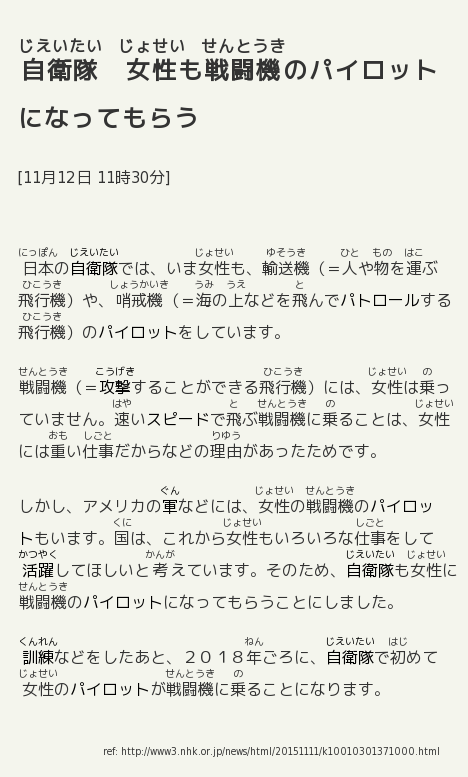 じえいたい　じょせい　せんとうき
自衛隊　女性も戦闘機のパイロット
になってもらう
[11月12日 11時30分]
にっぽん　じえいたい　じょせい　ゆそうき　ひと　もの　はこ
日本の自衛隊では、いま女性も、輸送機（＝人や物を運ぶ
ひこうき　しょうかいき　うみ　うえ　と
飛行機）や、哨戒機（＝海の上などを飛んでパトロールする
ひこうき
飛行機）のパイロットをしています。
せんとうき　こうげき　ひこうき　じょせい　の
戦闘機（＝攻撃することができる飛行機）には、女性は乗っ
はや　と　せんとうき　の　じょせい
ていません。速いスピードで飛ぶ戦闘機に乗ることは、女性
おも　しごと　りゆう
には重い仕事だからなどの理由があったためです。
ぐん　じょせい　せんとうき
しかし、アメリカの軍などには、女性の戦闘機のパイロッ
くに　じょせい　しごと
トもいます。国は、これから女性もいろいろな仕事をして
かつやく　かんが　じえいたい　じょせい
活躍してほしいと考えています。そのため、自衛隊も女性に
せんとうき
戦闘機のパイロットになってもらうことにしました。
くんれん　ねん　じえいたい　はじ
訓練などをしたあと、２０１８年ごろに、自衛隊で初めて
じょせい　せんとうき　の
女性のパイロットが戦闘機に乗ることになります。
ref: http://www3.nhk.or.jp/news/html/20151111/k10010301371000.html